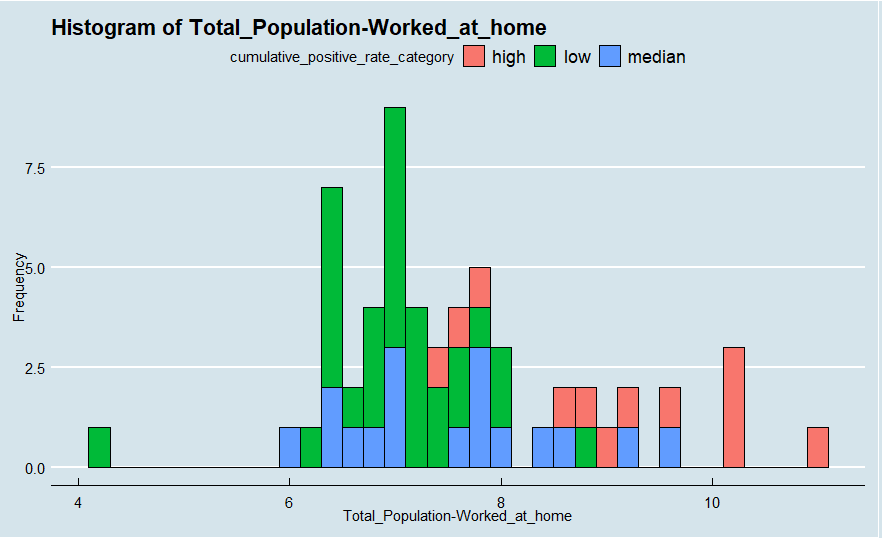 Histogram of Total_Population-Worked_at_home
cumulative_positive_rate_category high low median
7.5
5.0
2.5
0.0
Frequency
4 6 8 10
Total_Population-Worked_at_home